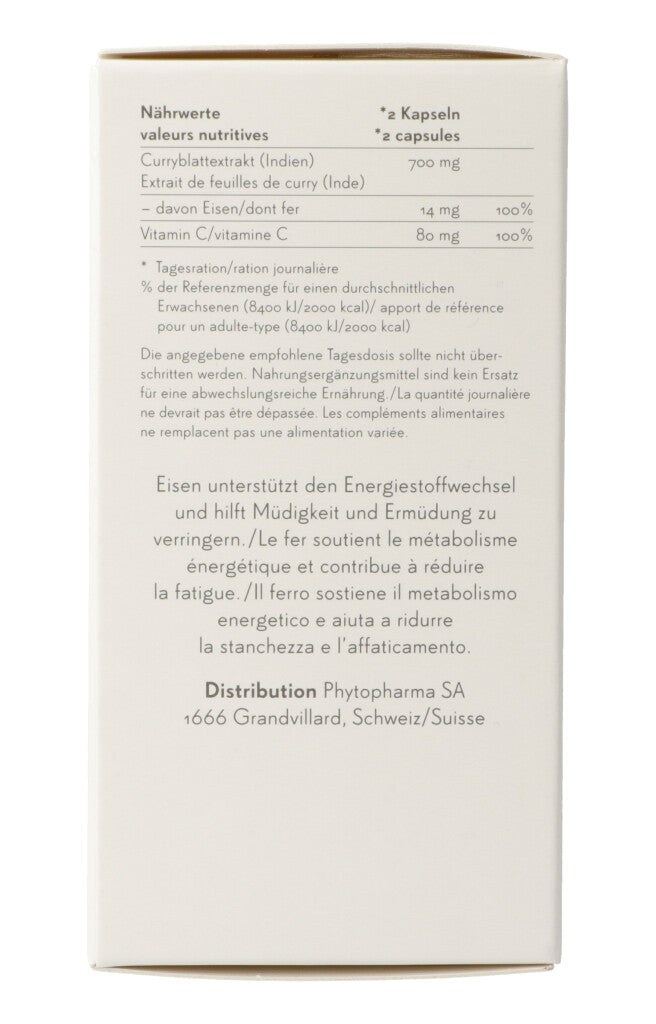 Nährwerte *2 Kapseln
valeurs nutritives *2 capsules
Curryblattextrakt (Indien) 700 mg
Extrait de feuilles de curry (Inde)
– davon Eisen/dont fer 14 mg 100%
Vitamin C/vitamine C 80 mg 100%
* Tagesration/ration journalière
% der Referenzmenge für einen durchschnittlichen
Erwachsenen (8400 kJ/2000 kcal)/ apport de référence
pour un adulte-type (8400 kJ/2000 kcal)
Die angegebene empfohlene Tagesdosis sollte nicht über-
schritten werden. Nahrungsergänzungsmittel sind kein Ersatz
für eine abwechslungsreiche Ernährung./La quantité journalière
ne devrait pas être dépassée. Les compléments alimentaires
ne remplacent pas une alimentation variée.
Eisen unterstützt den Energiestoffwechsel
und hilft Müdigkeit und Ermüdung zu
verringern./Le fer soutient le métabolisme
énergétique et contribue à réduire
la fatigue./Il ferro sostiene il metabolismo
energetico e aiuta a ridurre
la stanchezza e l'affaticamento.
Distribution Phytopharma SA
1666 Grandvillard, Schweiz/Suisse